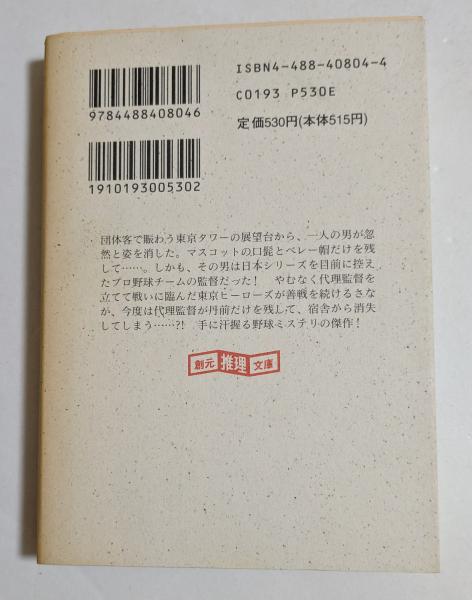 ISBN4-488-40804-4
C0193 P530E
定価530円(本体515円)
9784488408046
1910193005302
団体客で賑わう東京タワーの展望台から、一人の男が忽
然と姿を消した。マスコットの口髭とベレー帽だけを残
して……。しかも、その男は日本シリーズを目前に控え
たプロ野球チームの監督だった! やむなく代理監督を
立てて戦いに臨んだ東京ヒーローズが善戦を続けるさな
か、今度は代理監督が丹前だけを残して、宿舎から消失
してしまう……?! 手に汗握る野球ミステリの傑作!
創元推理文庫